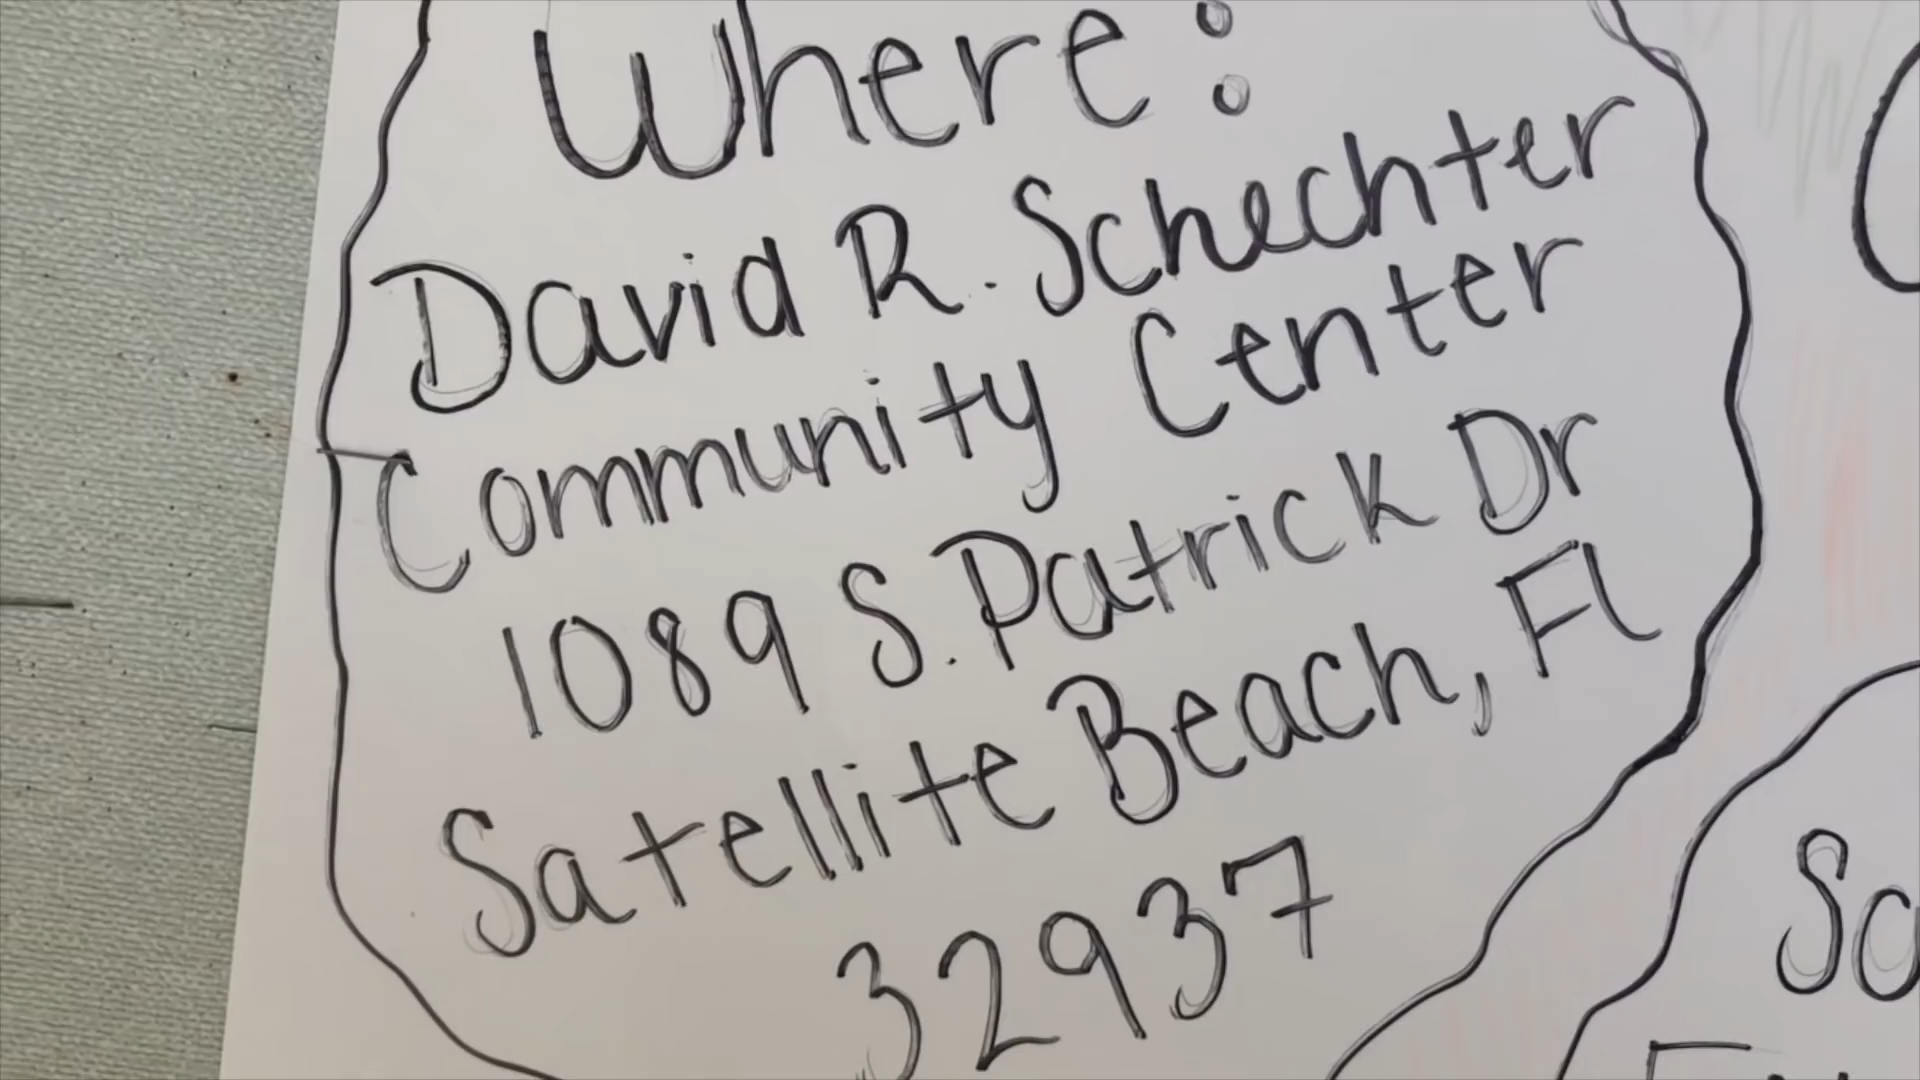 Where:
David R. Schechter
Community Center
1089 S. Patrick Dr
Satellite Beach, FL
32937